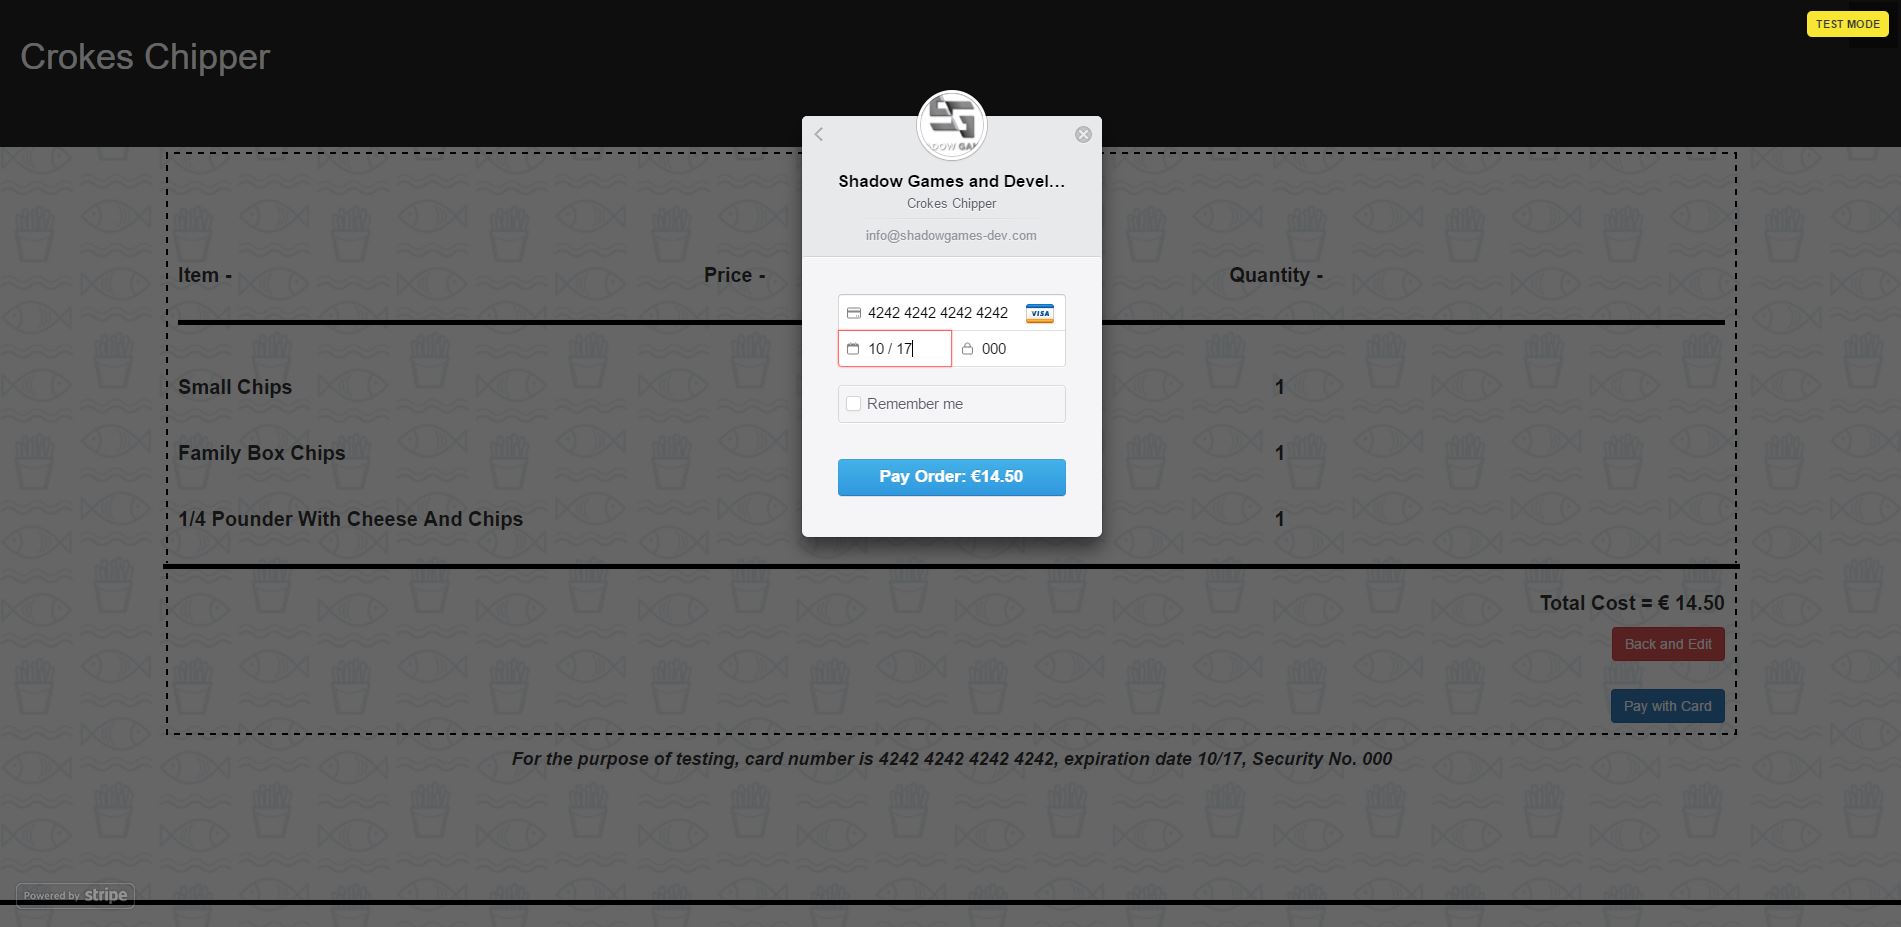 TEST MODE
Crokes Chipper
SG
DOW GAM
Shadow Games and Devel...
Crokes Chipper
info@shadowgames-dev.com
Item - Price - Quantity -
4242 4242 4242 4242 VISA
10 / 17 000
Remember me
Pay Order: €14.50
Small Chips 1
Family Box Chips 1
1/4 Pounder With Cheese And Chips 1
Total Cost = € 14.50
Back and Edit
Pay with Card
For the purpose of testing, card number is 4242 4242 4242 4242, expiration date 10/17, Security No. 000
Powered by stripe